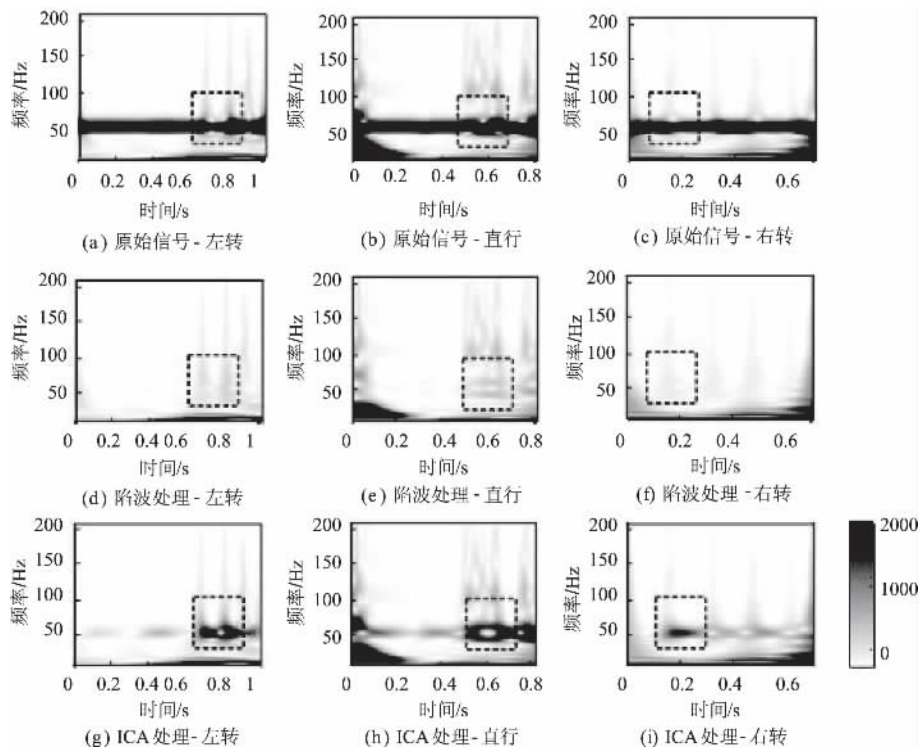 200 200 200
频率/Hz 频率/Hz 频率/Hz
150 150 150
100 100 100
50 50 50
0 0.2 0.4 0.6 0.8 1 0 0.2 0.4 0.6 0.8 0 0.2 0.4 0.6
时间/s 时间/s 时间/s
(a) 原始信号-左转 (b) 原始信号-直行 (c) 原始信号-右转
200 200 200
频率/Hz 频率/Hz 频率/Hz
150 150 150
100 100 100
50 50 50
0 0.2 0.4 0.6 0.8 1 0 0.2 0.4 0.6 0.8 0 0.2 0.4 0.6
时间/s 时间/s 时间/s
(d) 陷波处理-左转 (e) 陷波处理-直行 (f) 陷波处理-右转
200 200 200 2000
频率/Hz 频率/Hz 频率/Hz
150 150 150
100 100 100 1000
50 50 50
0
0 0.2 0.4 0.6 0.8 1 0 0.2 0.4 0.6 0.8 0 0.2 0.4 0.6
时间/s 时间/s 时间/s
(g) ICA 处理-左转 (h) ICA 处理-直行 (i) ICA 处理-右转